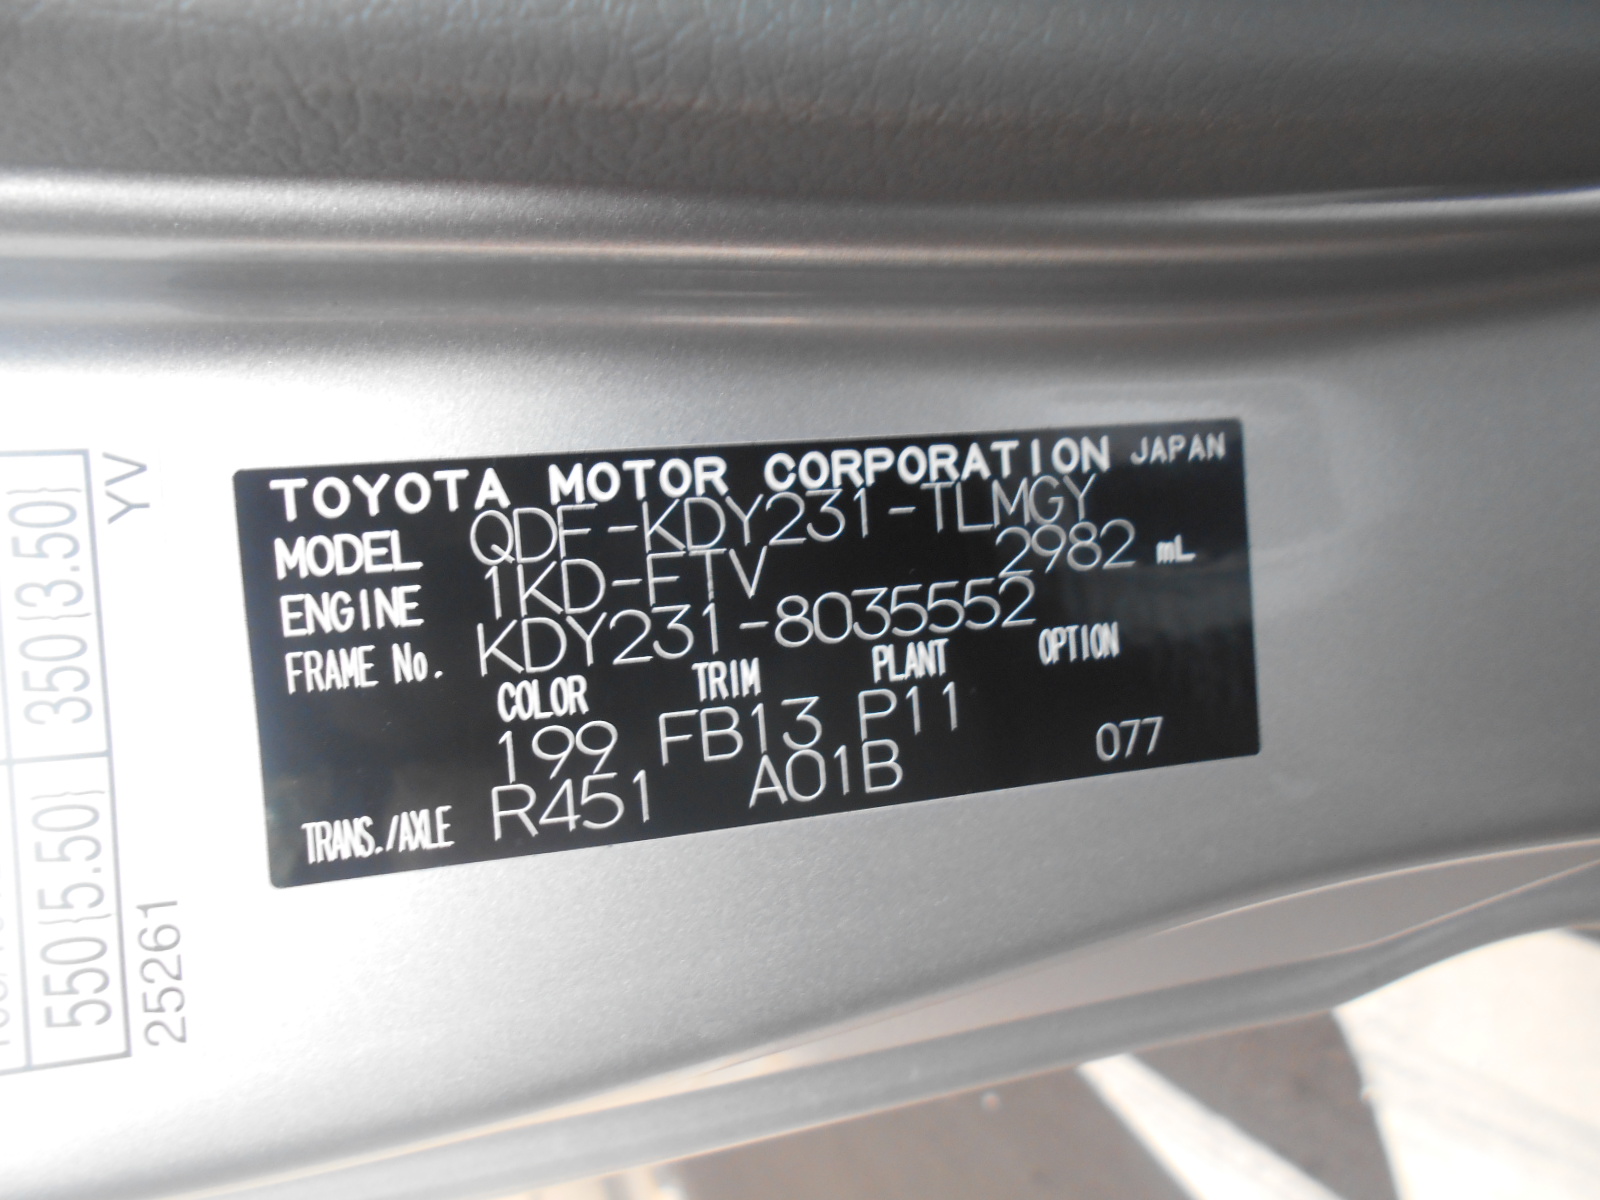 TOYOTA MOTOR CORPORATION JAPAN
MODEL QDF-KDY231-TLMGY
ENGINE 1KD-FTV 2982 mL
FRAME No. KDY231-8035552
COLOR TRIM PLANT OPTION
199 FB13 P11
TRANS./AXLE R451 A01B 077
350{3.50}
550{5.50}
YV
25261